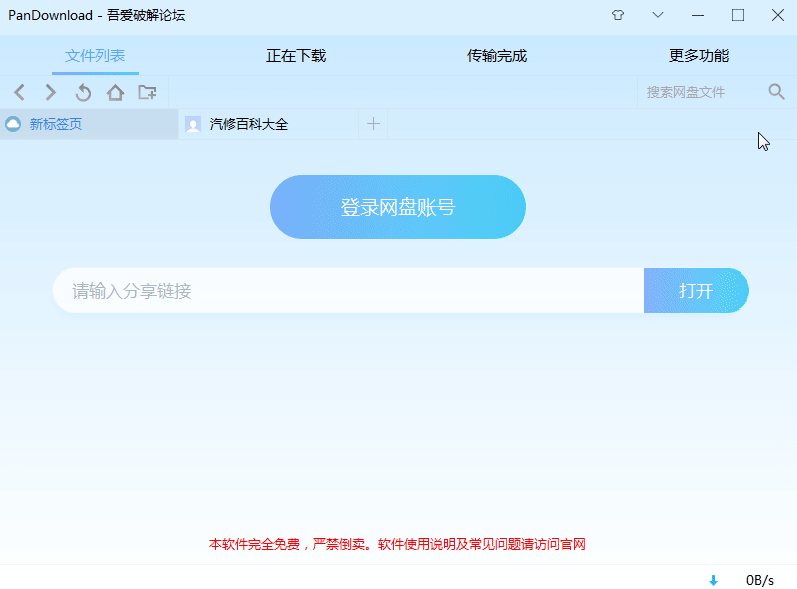 PanDownload - 吾爱破解论坛
文件列表 正在下载 传输完成 更多功能
搜索网盘文件
新标签页 汽修百科大全
登录网盘账号
请输入分享链接 打开
本软件完全免费，严禁倒卖。软件使用说明及常见问题请访问官网
0B/s